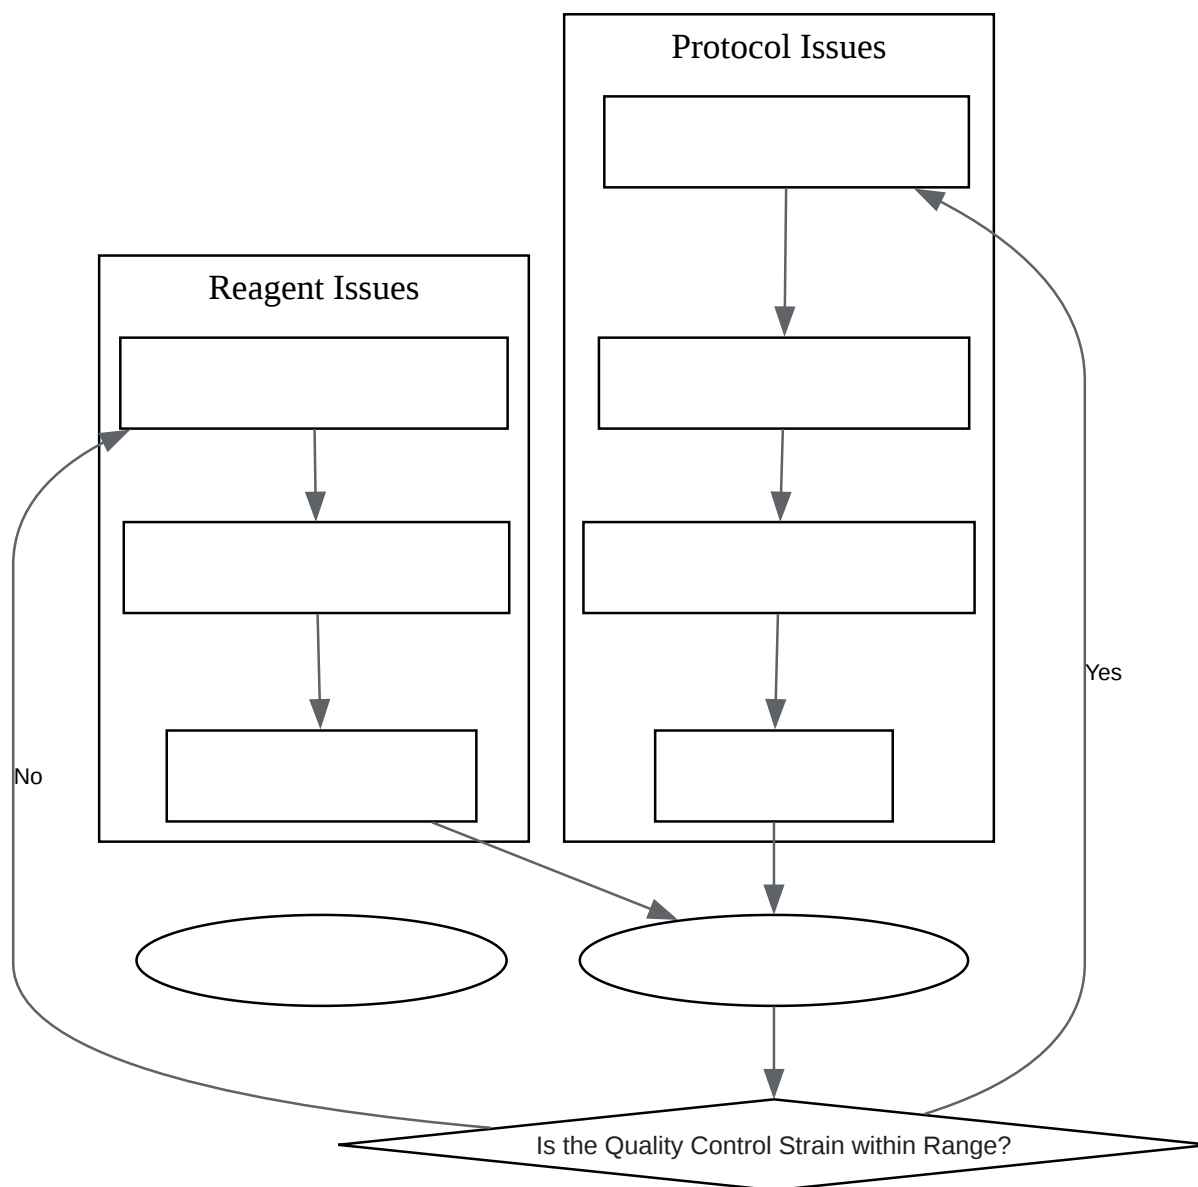 Protocol Issues
Reagent Issues
Yes
No
Is the Quality Control Strain within Range?